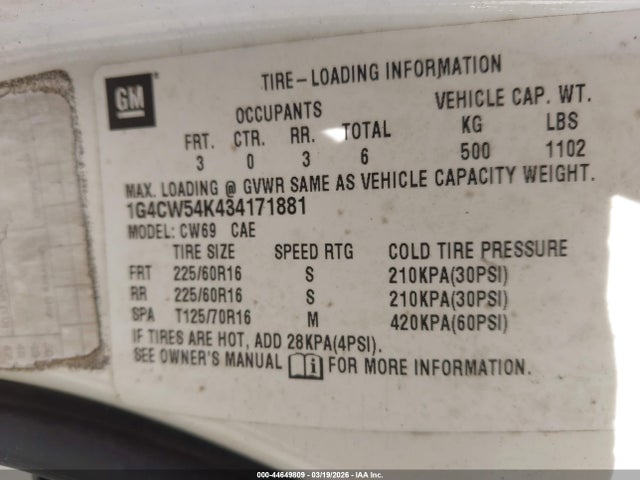 GM
TIRE-LOADING INFORMATION
OCCUPANTS VEHICLE CAP. WT.
FRT. CTR. RR. TOTAL KG LBS
3 0 3 6 500 1102
MAX. LOADING @ GVWR SAME AS VEHICLE CAPACITY WEIGHT.
1G4CW54K434171881
MODEL: CW69 CAE
TIRE SIZE SPEED RTG COLD TIRE PRESSURE
FRT 225/60R16 S 210KPA(30PSI)
RR 225/60R16 S 210KPA(30PSI)
SPA T125/70R16 M 420KPA(60PSI)
IF TIRES ARE HOT, ADD 28KPA(4PSI).
SEE OWNER'S MANUAL i FOR MORE INFORMATION.
000-44649809 - 03/19/2026 - IAA Inc.